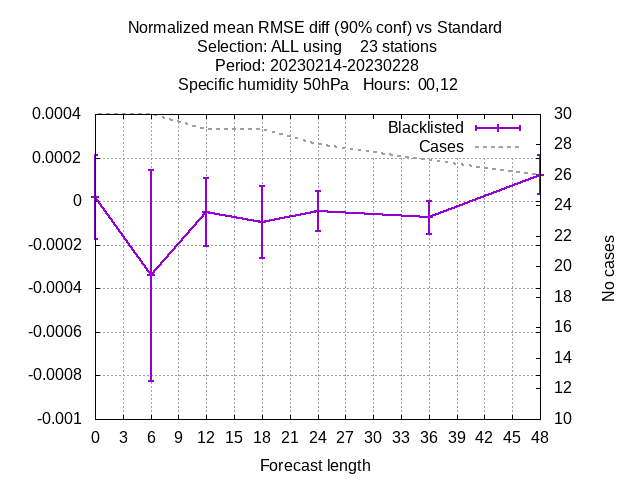 Normalized mean RMSE diff (90% conf) vs Standard
Selection: ALL using 23 stations
Period: 20230214-20230228
Specific humidity 50hPa Hours: 00,12
Blacklisted
Cases
0.0004
0.0002
0
-0.0002
-0.0004
-0.0006
-0.0008
-0.001
30
28
26
24
22
20
18
16
14
12
10
No cases
0 3 6 9 12 15 18 21 24 27 30 33 36 39 42 45 48
Forecast length